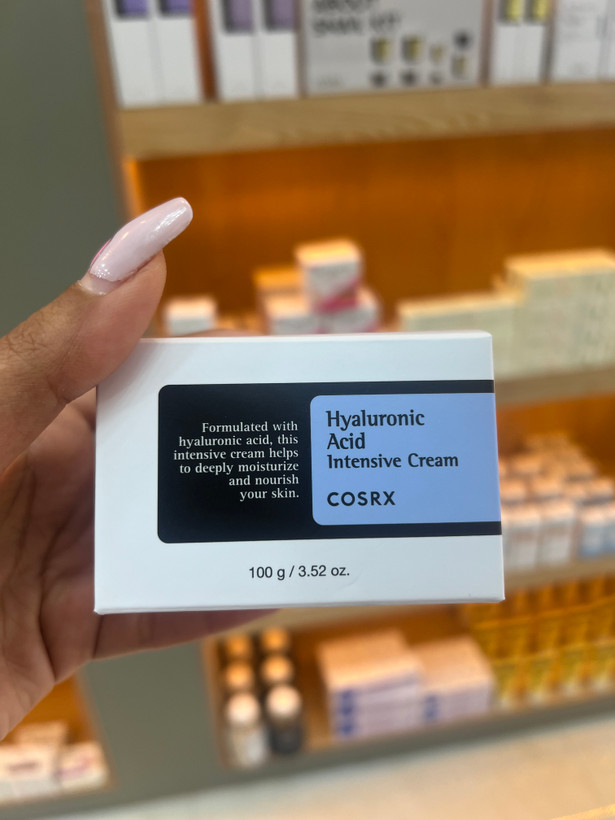 Formulated with
hyaluronic acid, this
intensive cream helps
to deeply moisturize
and nourish
your skin.
Hyaluronic
Acid
Intensive Cream
COSRX
100 g / 3.52 oz.